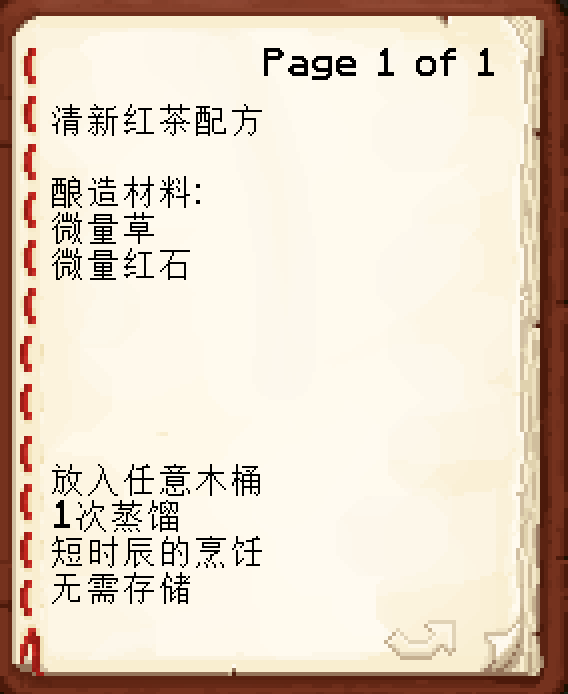 Page 1 of 1
清新红茶配方
酿造材料:
微量草
微量红石
放入任意木桶
1次蒸馏
短时辰的烹饪
无需存储